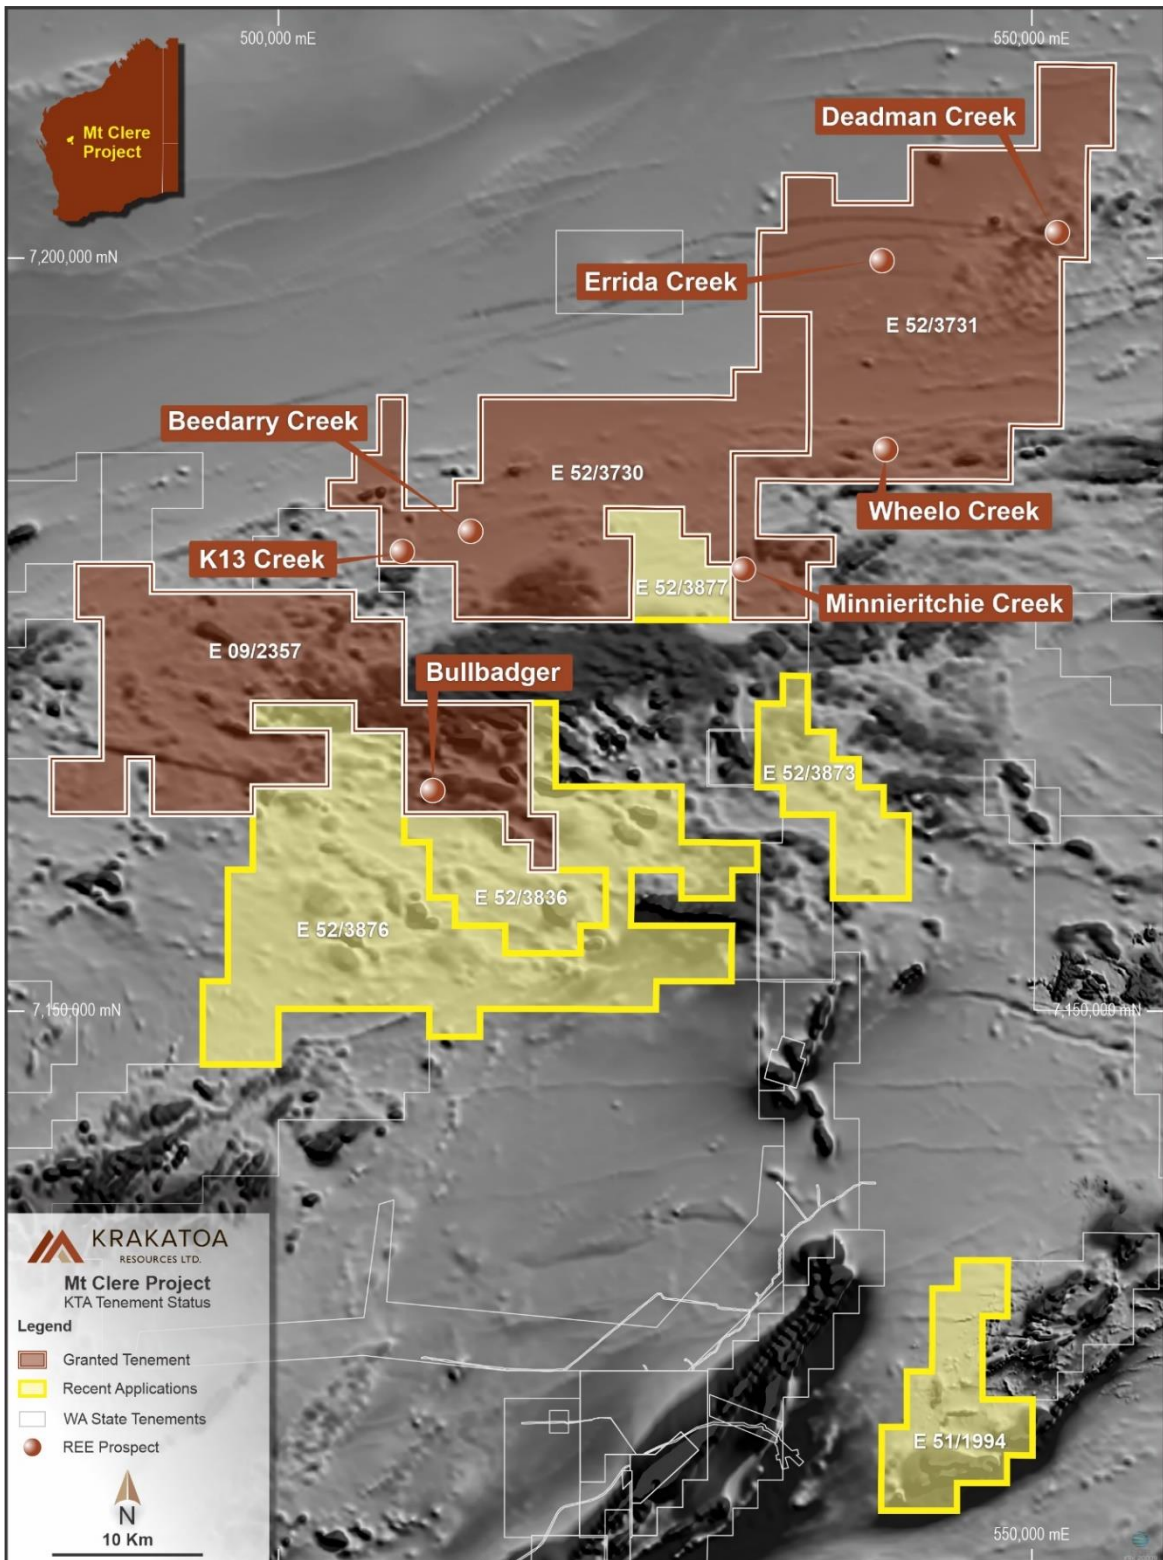 500,000 mE
550,000 mE
Mt Clere
Project
Deadman Creek
7,200,000 mN
Errida Creek
E 52/3731
Beedarry Creek
E 52/3730
Wheelo Creek
K13 Creek
E 52/3877
Minnieritchie Creek
E 09/2357
Bullbadger
E 52/3873
E 52/3836
E 52/3876
7,150,000 mN
7,150,000 mN
KRAKATOA
RESOURCES LTD.
Mt Clere Project
KTA Tenement Status
Legend
Granted Tenement
Recent Applications
WA State Tenements
REE Prospect
N
10 Km
E 51/1994
550,000 mE